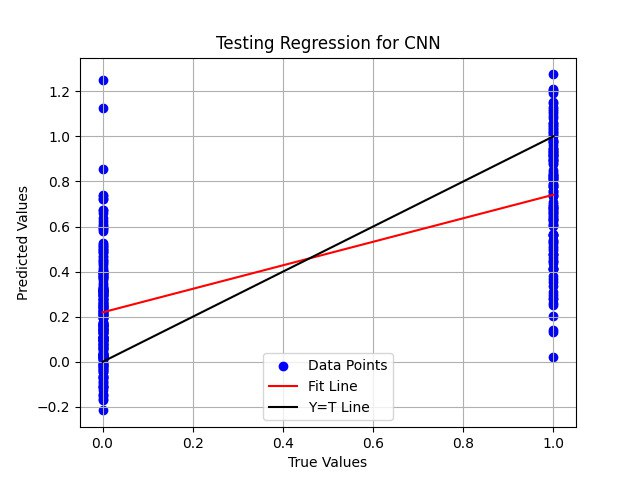 Testing Regression for CNN
Predicted Values
1.2
1.0
0.8
0.6
0.4
0.2
0.0
−0.2
Data Points
Fit Line
Y=T Line
0.0 0.2 0.4 0.6 0.8 1.0
True Values